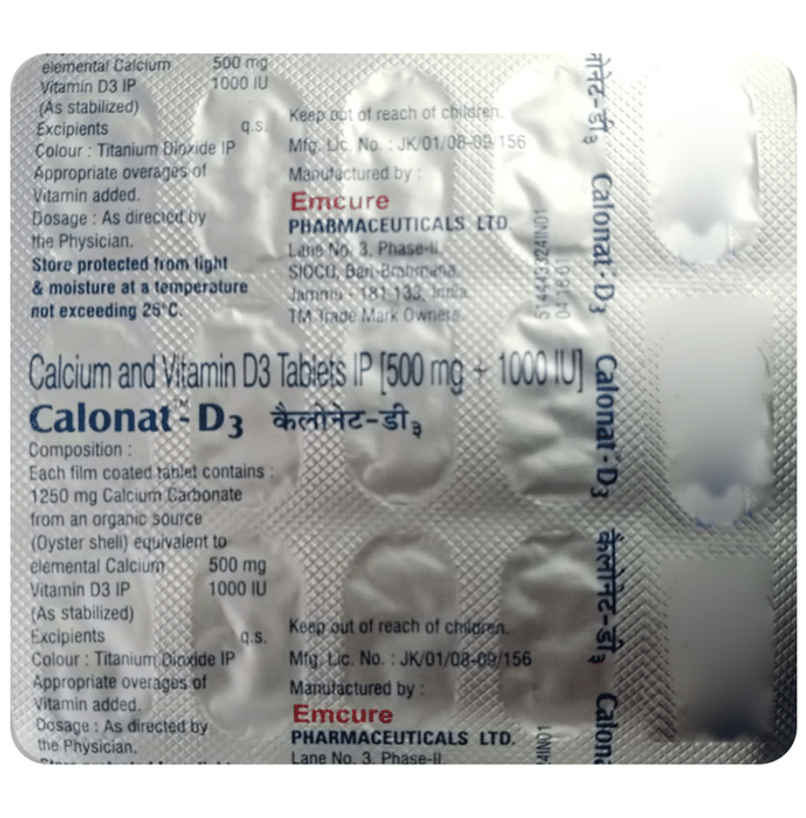 elemental Calcium 500 mg
Vitamin D3 IP 1000 IU
(As stabilized)
Excipients q.s.
Colour : Titanium Dioxide IP
Appropriate overages of
Vitamin added.
Dosage : As directed by
the Physician.
Store protected from light
& moisture at a temperature
not exceeding 25°C.
Keep out of reach of children.
Mfg. Lic. No. : JK/01/08-09/156
Manufactured by :
Emcure
PHARMACEUTICALS LTD.
Lane No. 3, Phase-II,
SIOCO, Bari-Brahmana,
Jammu - 181 133, India.
TM Trade Mark Owners.
Calcium and Vitamin D3 Tablets IP [500 mg + 1000 IU]
Calonat™-D3 कैलोनेट-डी३
Composition :
Each film coated tablet contains :
1250 mg Calcium Carbonate
from an organic source
(Oyster shell) equivalent to
elemental Calcium 500 mg
Vitamin D3 IP 1000 IU
(As stabilized)
Excipients q.s.
Colour : Titanium Dioxide IP
Appropriate overages of
Vitamin added.
Dosage : As directed by
the Physician.
Keep out of reach of children.
Mfg. Lic. No. : JK/01/08-09/156
Manufactured by :
Emcure
PHARMACEUTICALS LTD.
Lane No. 3, Phase-II,
24IN01
नेट-डी३ Calonat™-D3 Calonat™-D3 कैलोनेट-डी३ Calona